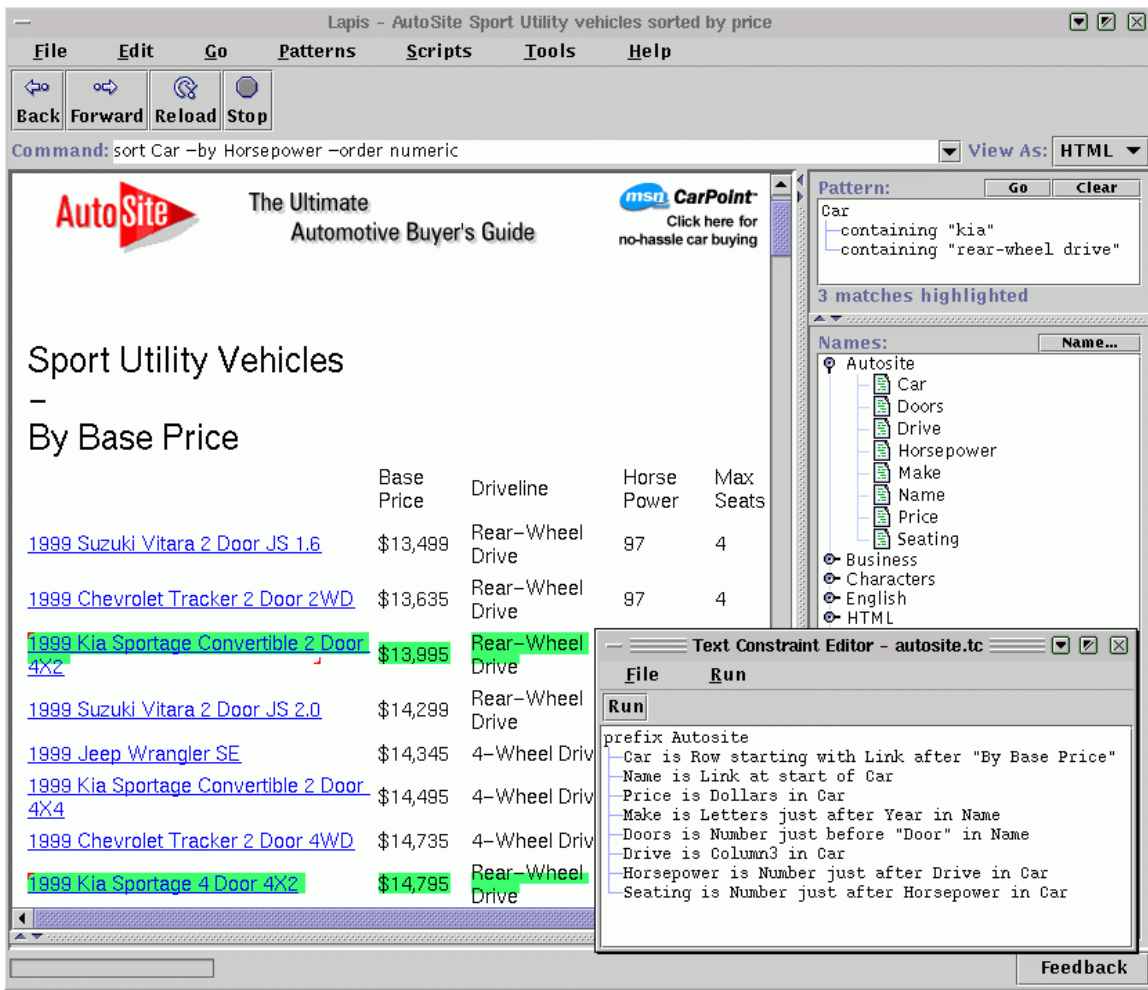 Lapis - AutoSite Sport Utility vehicles sorted by price
File Edit Go Patterns Scripts Tools Help
Back Forward Reload Stop
Command: sort Car -by Horsepower -order numeric
View As: HTML
AutoSite
The Ultimate
Automotive Buyer's Guide
msn CarPoint
Click here for
no-hassle car buying
Sport Utility Vehicles
–
By Base Price
Base Price Driveline Horse Power Max Seats
1999 Suzuki Vitara 2 Door JS 1.6 $13,499 Rear-Wheel Drive 97 4
1999 Chevrolet Tracker 2 Door 2WD $13,635 Rear-Wheel Drive 97 4
1999 Kia Sportage Convertible 2 Door 4X2 $13,995 Rear-Wheel Drive
1999 Suzuki Vitara 2 Door JS 2.0 $14,299 Rear-Wheel Drive
1999 Jeep Wrangler SE $14,345 4-Wheel Driv
1999 Kia Sportage Convertible 2 Door 4X4 $14,495 4-Wheel Driv
1999 Chevrolet Tracker 2 Door 4WD $14,735 4-Wheel Driv
1999 Kia Sportage 4 Door 4X2 $14,795 Rear-Wheel Drive
Pattern: Go Clear
Car
containing "kia"
containing "rear-wheel drive"
3 matches highlighted
Names: Name...
Autosite
Car
Doors
Drive
Horsepower
Make
Name
Price
Seating
Business
Characters
English
HTML
Text Constraint Editor - autosite.tc
File Run
Run
prefix Autosite
Car is Row starting with Link after "By Base Price"
Name is Link at start of Car
Price is Dollars in Car
Make is Letters just after Year in Name
Doors is Number just before "Door" in Name
Drive is Column3 in Car
Horsepower is Number just after Drive in Car
Seating is Number just after Horsepower in Car
Feedback